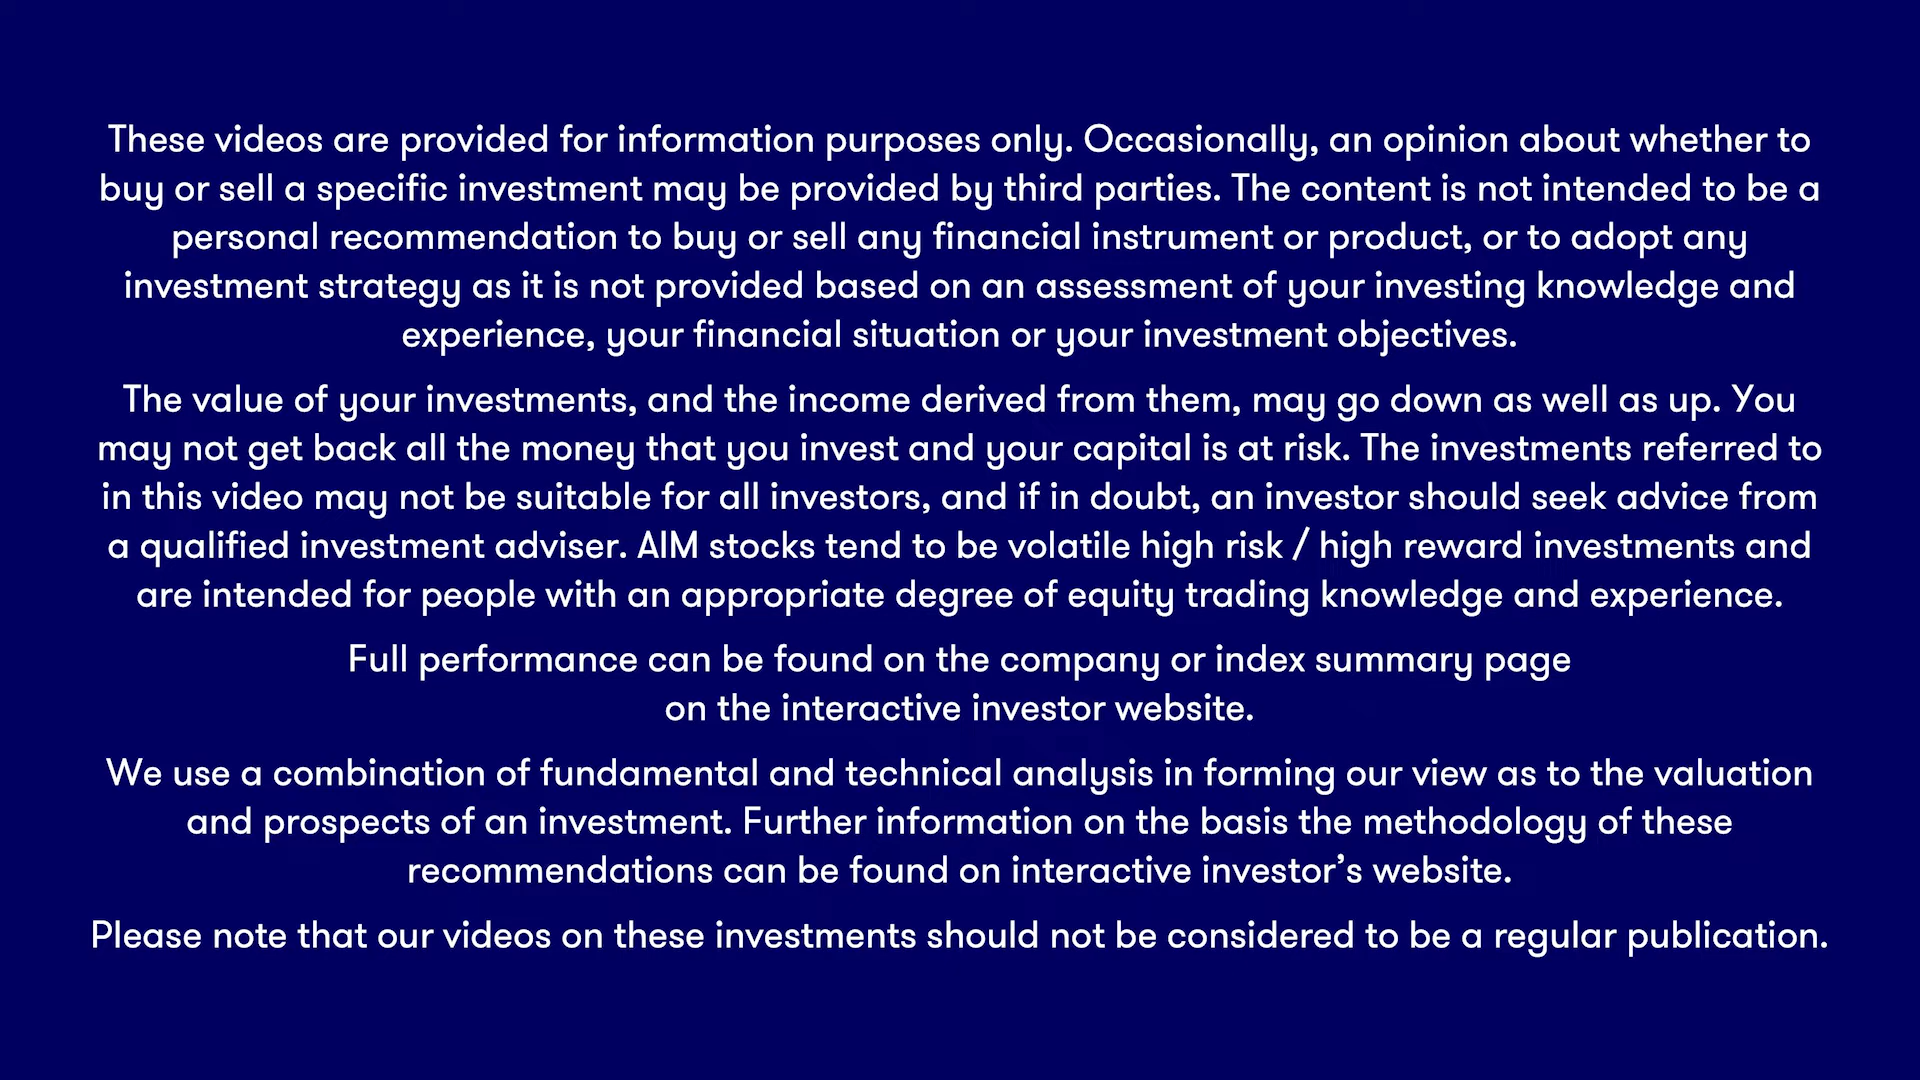 These videos are provided for information purposes only. Occasionally, an opinion about whether to
buy or sell a specific investment may be provided by third parties. The content is not intended to be a
personal recommendation to buy or sell any financial instrument or product, or to adopt any
investment strategy as it is not provided based on an assessment of your investing knowledge and
experience, your financial situation or your investment objectives.
The value of your investments, and the income derived from them, may go down as well as up. You
may not get back all the money that you invest and your capital is at risk. The investments referred to
in this video may not be suitable for all investors, and if in doubt, an investor should seek advice from
a qualified investment adviser. AIM stocks tend to be volatile high risk / high reward investments and
are intended for people with an appropriate degree of equity trading knowledge and experience.
Full performance can be found on the company or index summary page
on the interactive investor website.
We use a combination of fundamental and technical analysis in forming our view as to the valuation
and prospects of an investment. Further information on the basis the methodology of these
recommendations can be found on interactive investor’s website.
Please note that our videos on these investments should not be considered to be a regular publication.